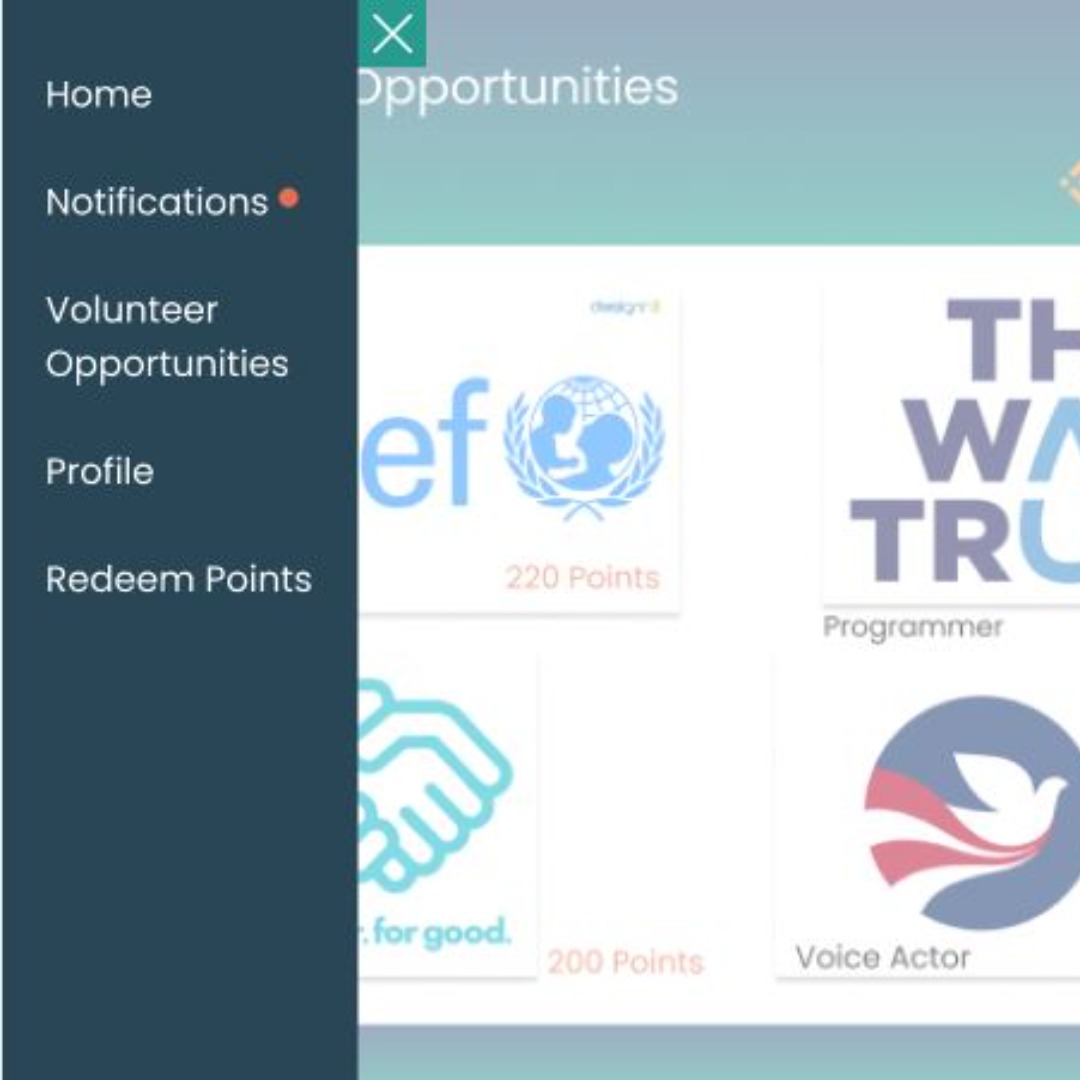 Home
Notifications
Volunteer
Opportunities
Profile
Redeem Points
Opportunities
ef
220 Points
TH
WA
TRU
Programmer
r. for good.
200 Points
Voice Actor